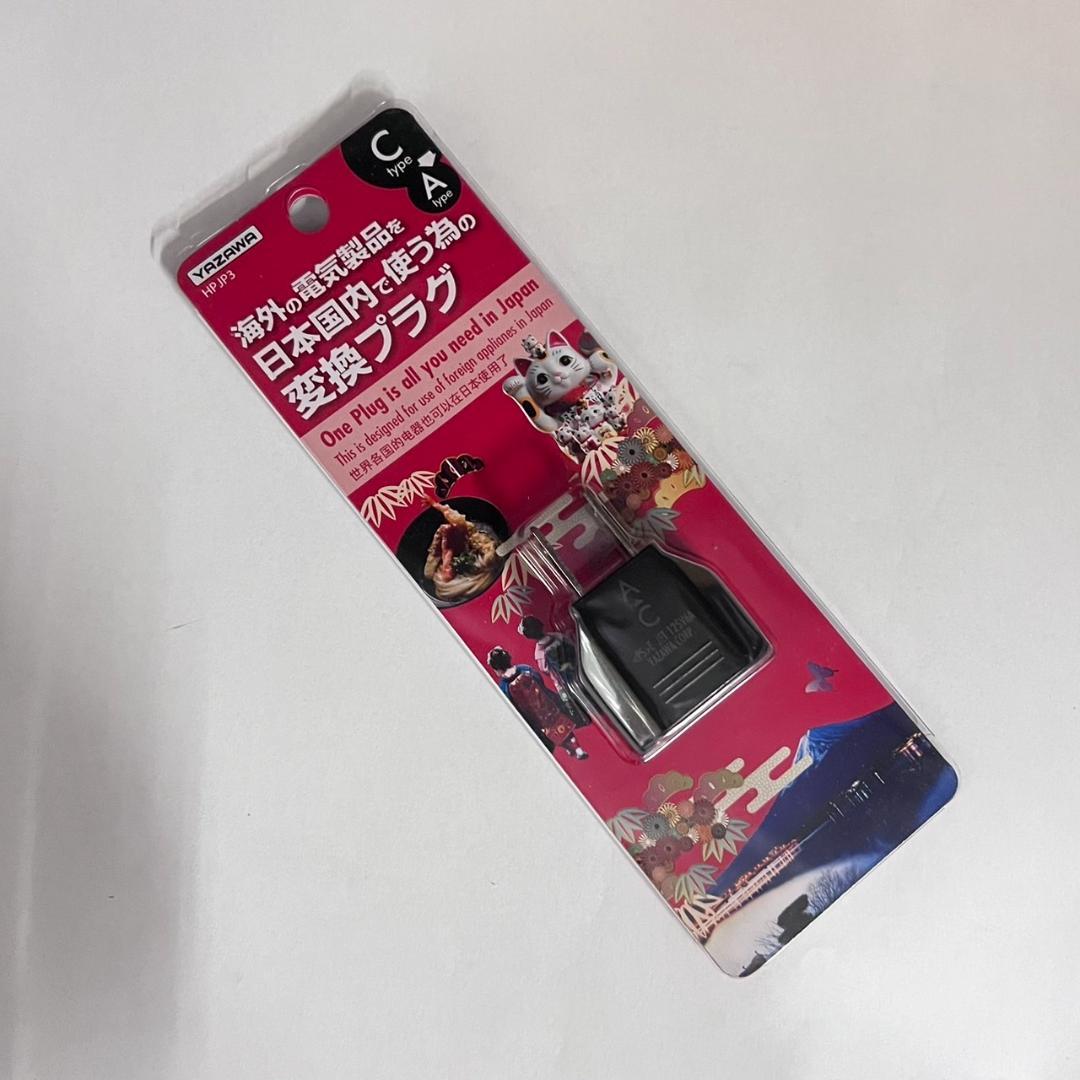 C
type
A
type
YAZAWA
HPJP3
海外の電気製品を
日本国内で使う為の
変換プラグ
One Plug is all you need in Japan
This is designed for use of foreign appliances in Japan
世界各国的电器也可以在日本使用了
A
C
125V6A
YAZAWA CORP